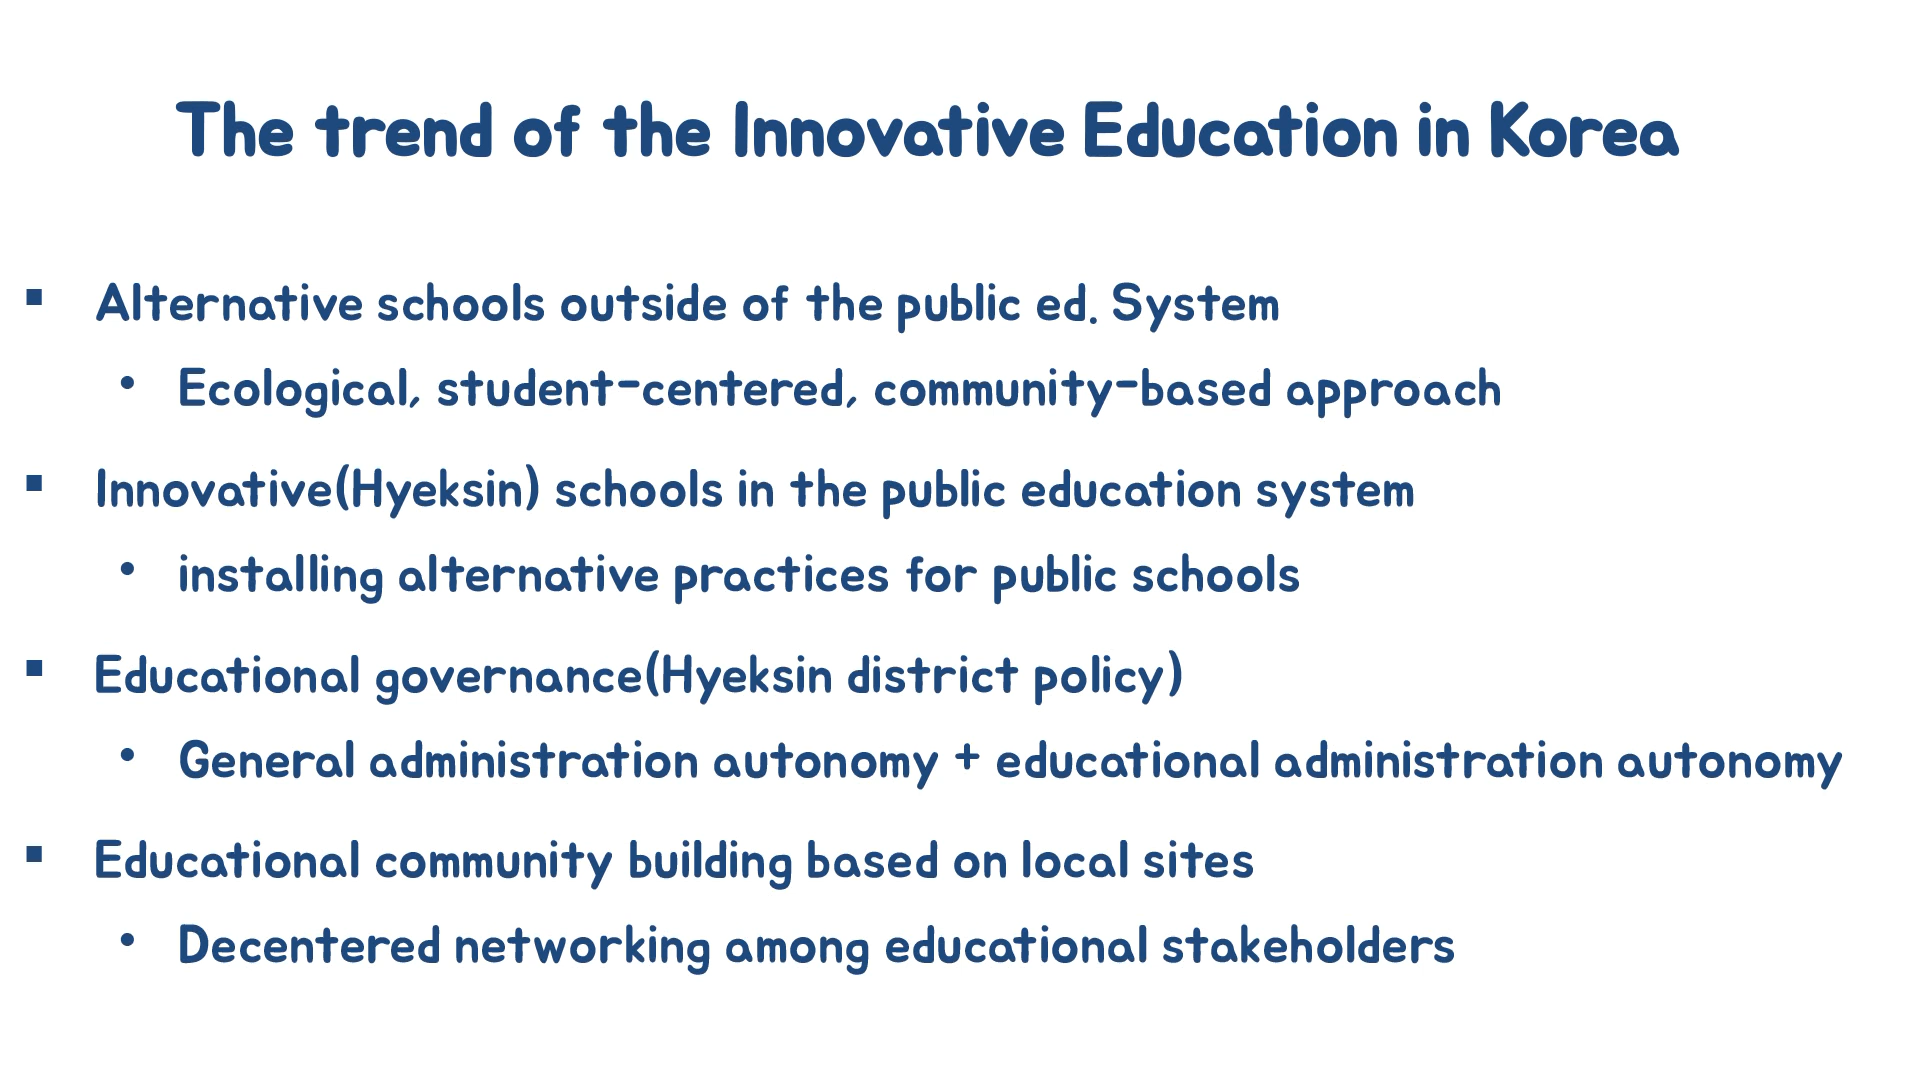 The trend of the Innovative Education in Korea
▪ Alternative schools outside of the public ed. System
• Ecological, student-centered, community-based approach
▪ Innovative(Hyeksin) schools in the public education system
• installing alternative practices for public schools
▪ Educational governance(Hyeksin district policy)
• General administration autonomy + educational administration autonomy
▪ Educational community building based on local sites
• Decentered networking among educational stakeholders